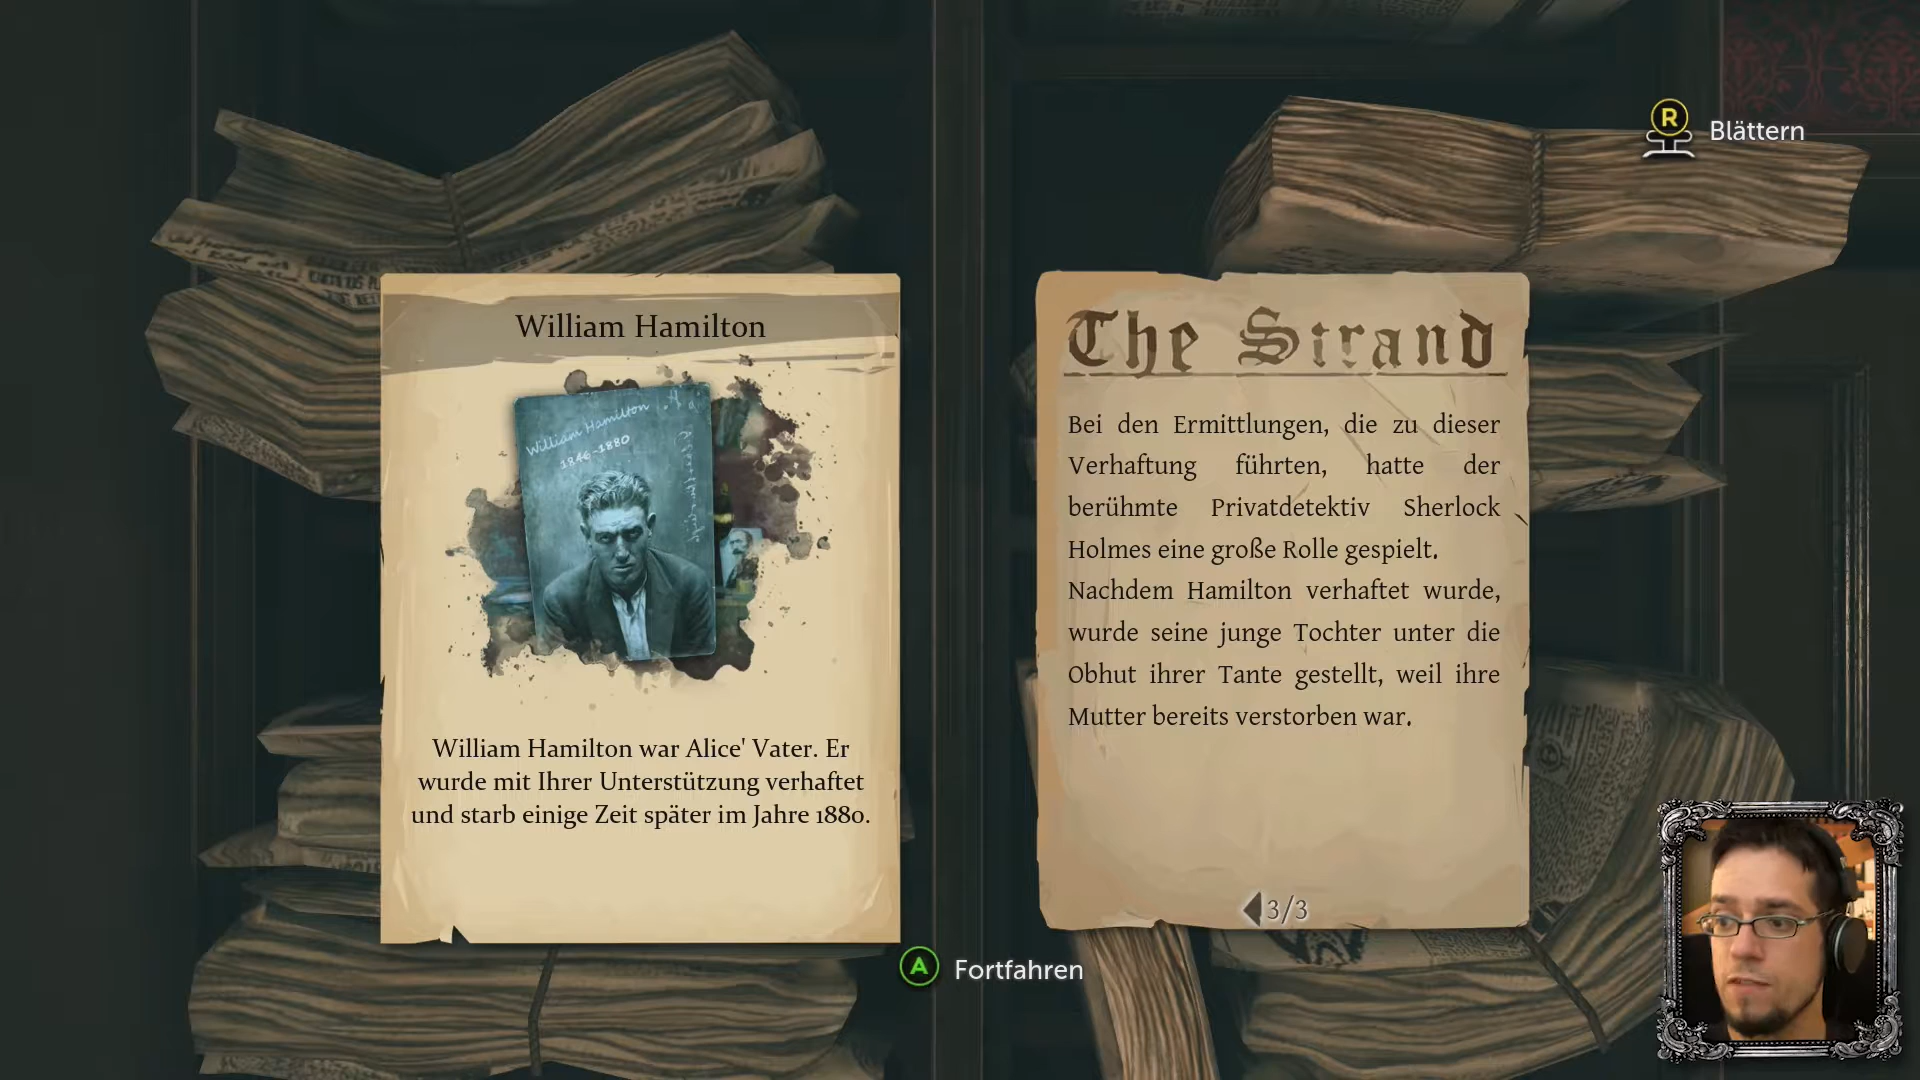 R Blättern
William Hamilton
William Hamilton
1846-1880
William Hamilton war Alice' Vater. Er
wurde mit Ihrer Unterstützung verhaftet
und starb einige Zeit später im Jahre 1880.
The Strand
Bei den Ermittlungen, die zu dieser
Verhaftung führten, hatte der
berühmte Privatdetektiv Sherlock
Holmes eine große Rolle gespielt.
Nachdem Hamilton verhaftet wurde,
wurde seine junge Tochter unter die
Obhut ihrer Tante gestellt, weil ihre
Mutter bereits verstorben war.
3/3
A Fortfahren